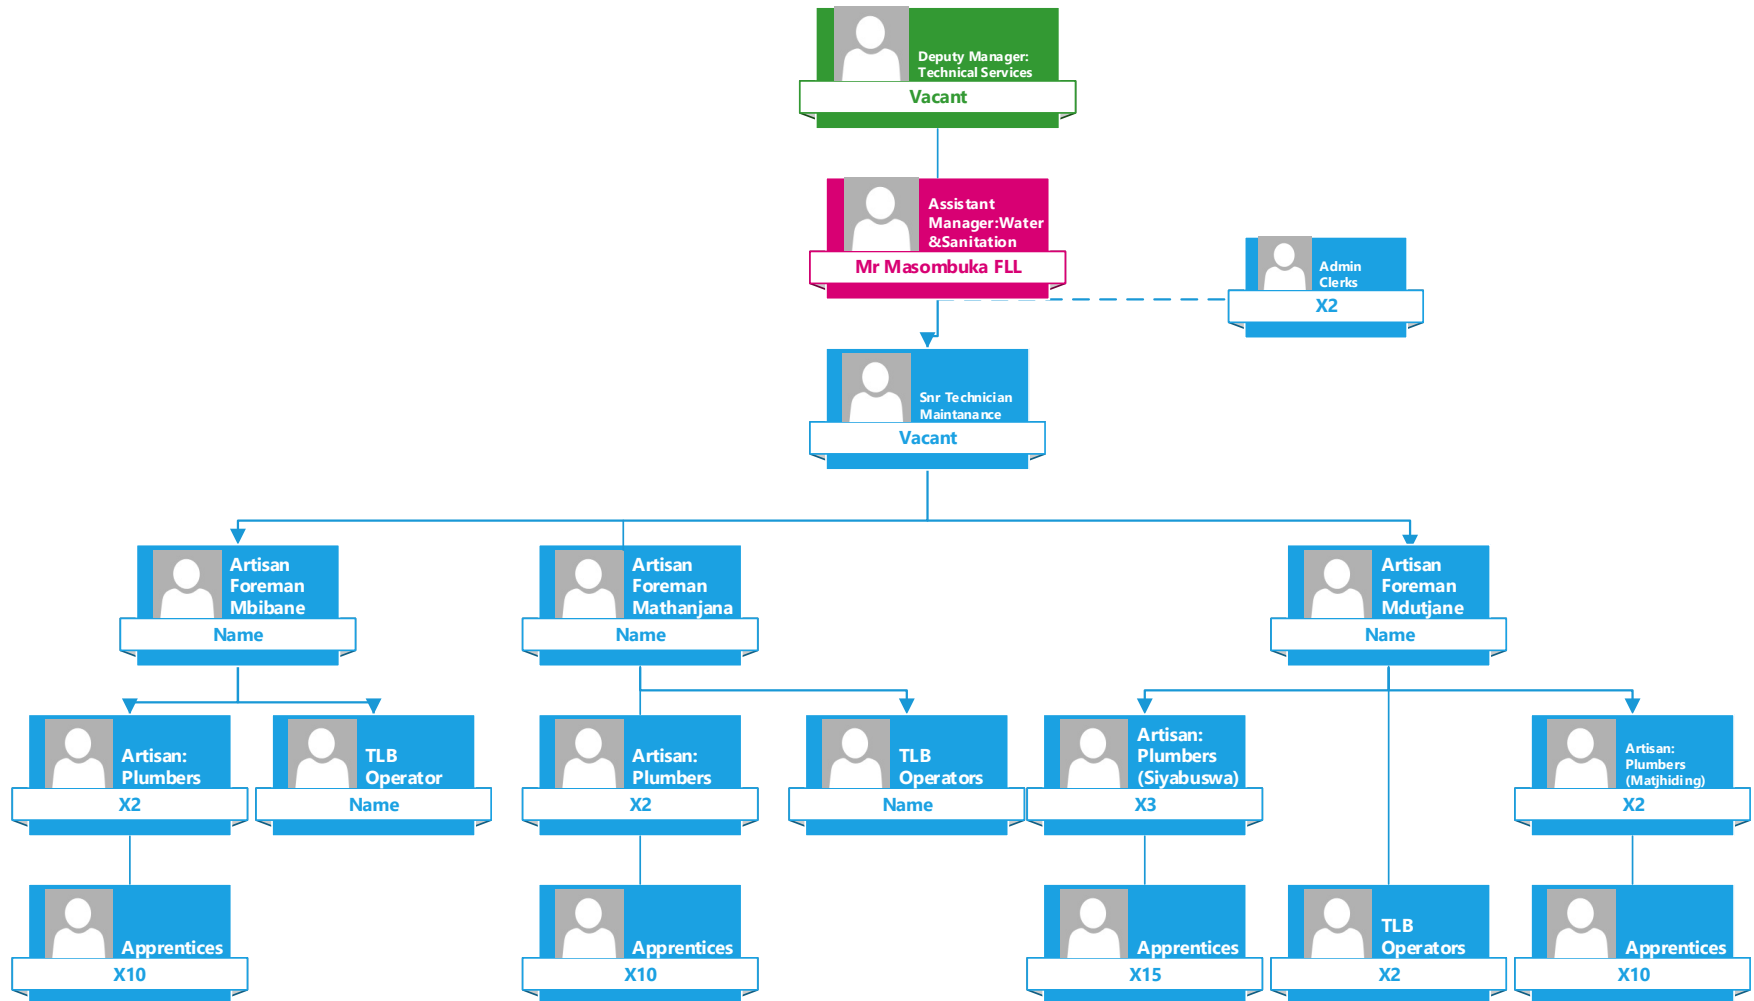 Deputy Manager:
Technical Services
Vacant
Assistant
Manager:Water
&Sanitation
Mr Masombuka FLL
Admin
Clerks
X2
Snr Technician
Maintanance
Vacant
Artisan
Foreman
Mbibane
Name
Artisan
Foreman
Mathanjana
Name
Artisan
Foreman
Mdutjane
Name
Artisan:
Plumbers
X2
TLB
Operator
Name
Artisan:
Plumbers
X2
TLB
Operators
Name
Artisan:
Plumbers
(Siyabuswa)
X3
Artisan:
Plumbers
(Matjhiding)
X2
Apprentices
X10
Apprentices
X10
Apprentices
X15
TLB
Operators
X2
Apprentices
X10